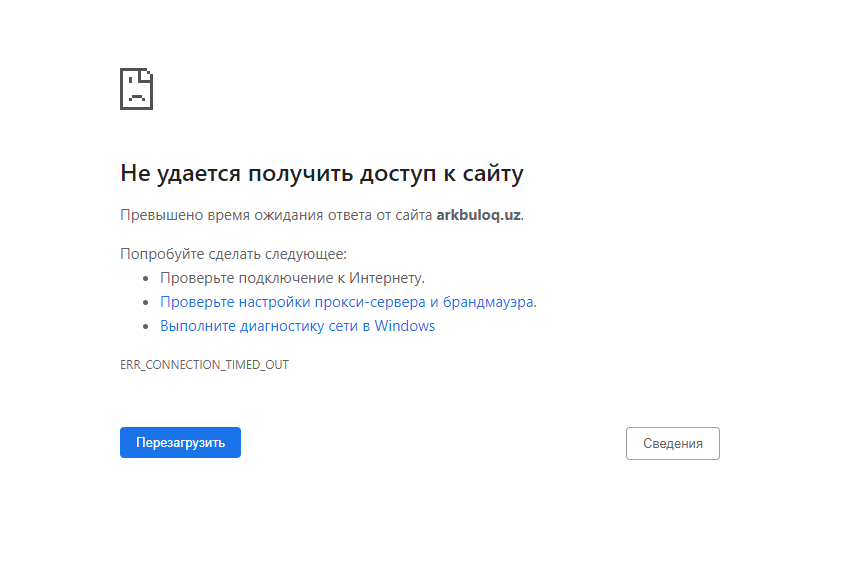 Не удается получить доступ к сайту
Превышено время ожидания ответа от сайта arkbuloq.uz.
Попробуйте сделать следующее:
Проверьте подключение к Интернету.
Проверьте настройки прокси-сервера и брандмауэра.
Выполните диагностику сети в Windows
ERR_CONNECTION_TIMED_OUT
Перезагрузить
Сведения